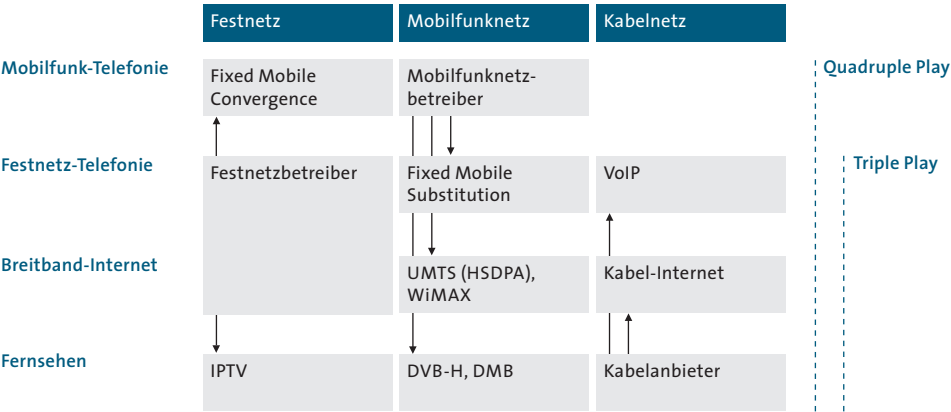 Festnetz
Mobilfunknetz
Kabelnetz
Mobilfunk-Telefonie
Fixed Mobile
Convergence
Mobilfunknetz-
betreiber
Quadruple Play
Festnetz-Telefonie
Festnetzbetreiber
Fixed Mobile
Substitution
VoIP
Triple Play
Breitband-Internet
UMTS (HSDPA),
WiMAX
Kabel-Internet
Fernsehen
IPTV
DVB-H, DMB
Kabelanbieter